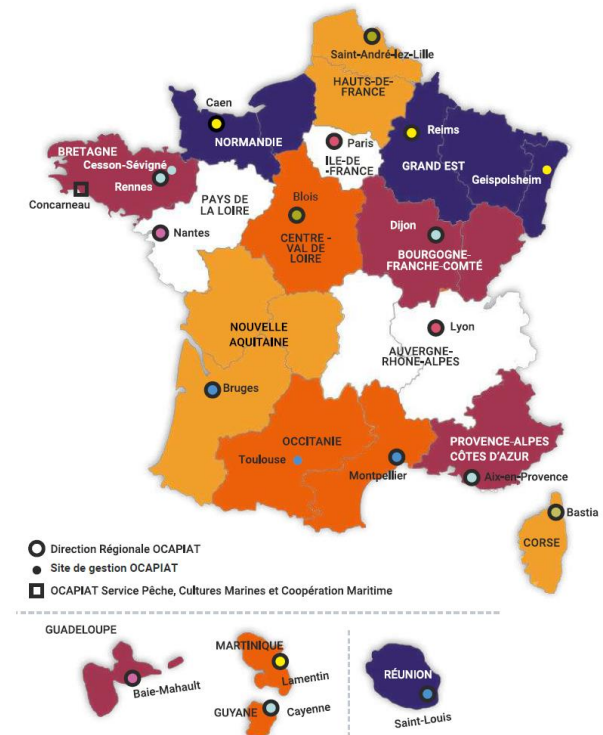 Saint-André-lez-Lille
HAUTS-DE-
FRANCE
Caen
NORMANDIE
Paris
ILE-DE
-FRANCE
Reims
GRAND EST
Geispolsheim
BRETAGNE
Cesson-Sévigné
Rennes
Concarneau
PAYS DE
LA LOIRE
Nantes
Blois
CENTRE -
VAL DE
LOIRE
Dijon
BOURGOGNE-
FRANCHE-COMTÉ
NOUVELLE
AQUITAINE
Bruges
Lyon
AUVERGNE-
RHÔNE-ALPES
OCCITANIE
Toulouse
Montpellier
PROVENCE-ALPES
CÔTES D'AZUR
Aix-en-Provence
Bastia
CORSE
Direction Régionale OCAPIAT
Site de gestion OCAPIAT
OCAPIAT Service Pêche, Cultures Marines et Coopération Maritime
GUADELOUPE
Baie-Mahault
MARTINIQUE
Lamentin
GUYANE
Cayenne
RÉUNION
Saint-Louis